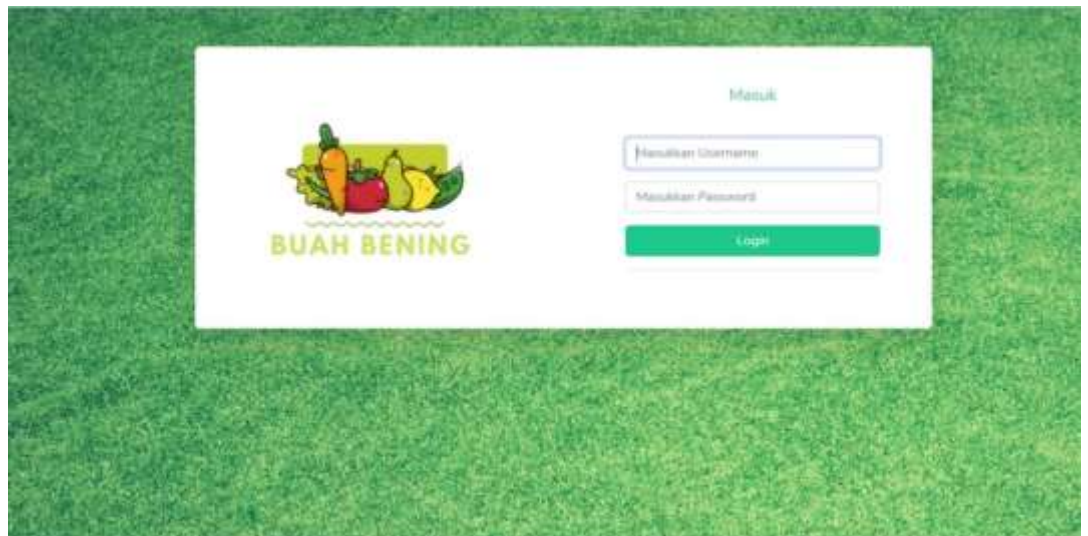 BUAH BENING
Masuk
Masukkan Username
Masukkan Password
Login